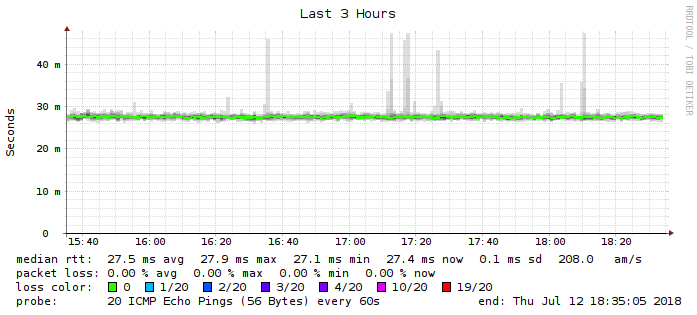 Last 3 Hours
RRDTOOL / TOBI OETIKER
Seconds
40 m
30 m
20 m
10 m
0
15:40 16:00 16:20 16:40 17:00 17:20 17:40 18:00 18:20
median rtt: 27.5 ms avg 27.9 ms max 27.1 ms min 27.4 ms now 0.1 ms sd 208.0 am/s
packet loss: 0.00 % avg 0.00 % max 0.00 % min 0.00 % now
loss color: 0 1/20 2/20 3/20 4/20 10/20 19/20
probe: 20 ICMP Echo Pings (56 Bytes) every 60s end: Thu Jul 12 18:35:05 2018